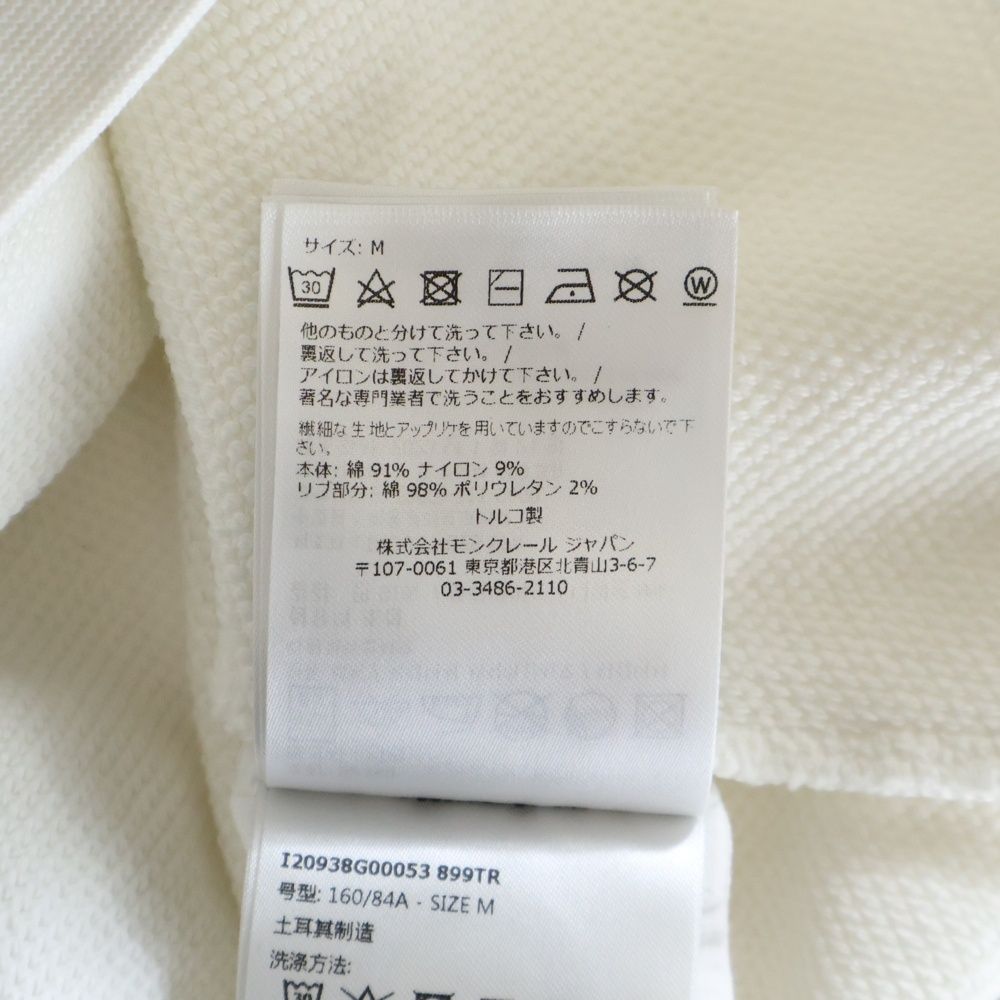 サイズ: M
30
W
他のものと分けて洗って下さい。 /
裏返して洗って下さい。 /
アイロンは裏返してかけて下さい。 /
著名な専門業者で洗うことをおすすめします。
繊細な生地とアップリケを用いていますのでこすらないで下
さい。
本体: 綿 91% ナイロン 9%
リブ部分: 綿 98% ポリウレタン 2%
トルコ製
株式会社モンクレール ジャパン
〒107-0061 東京都港区北青山3-6-7
03-3486-2110
I20938G00053 899TR
号型: 160/84A - SIZE M
土耳其制造
洗涤方法:
30